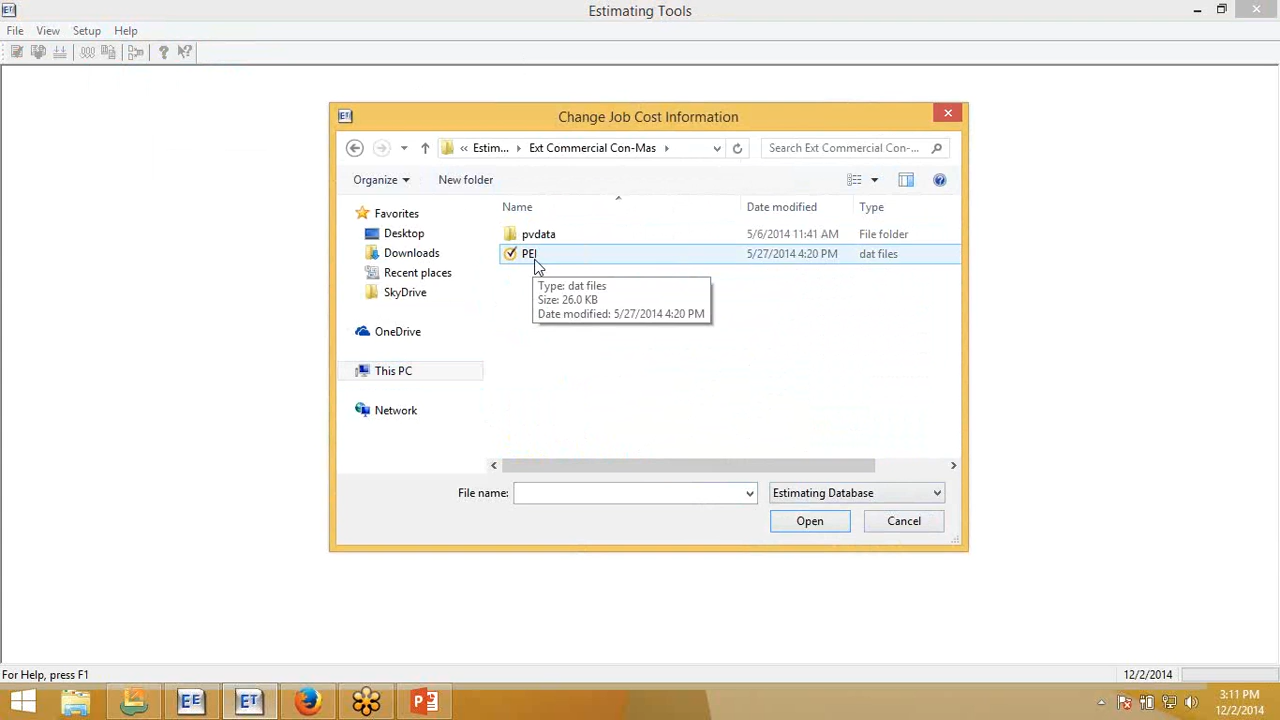 Estimating Tools
File View Setup Help
Change Job Cost Information
« Estim... Ext Commercial Con-Mas
Search Ext Commercial Con-...
Organize New folder
Name Date modified Type
Favorites
Desktop
Downloads
Recent places
SkyDrive
OneDrive
This PC
Network
pvdata 5/6/2014 11:41 AM File folder
PEI 5/27/2014 4:20 PM dat files
Type: dat files
Size: 26.0 KB
Date modified: 5/27/2014 4:20 PM
File name: Estimating Database
Open Cancel
For Help, press F1 12/2/2014
EE ET
3:11 PM
12/2/2014